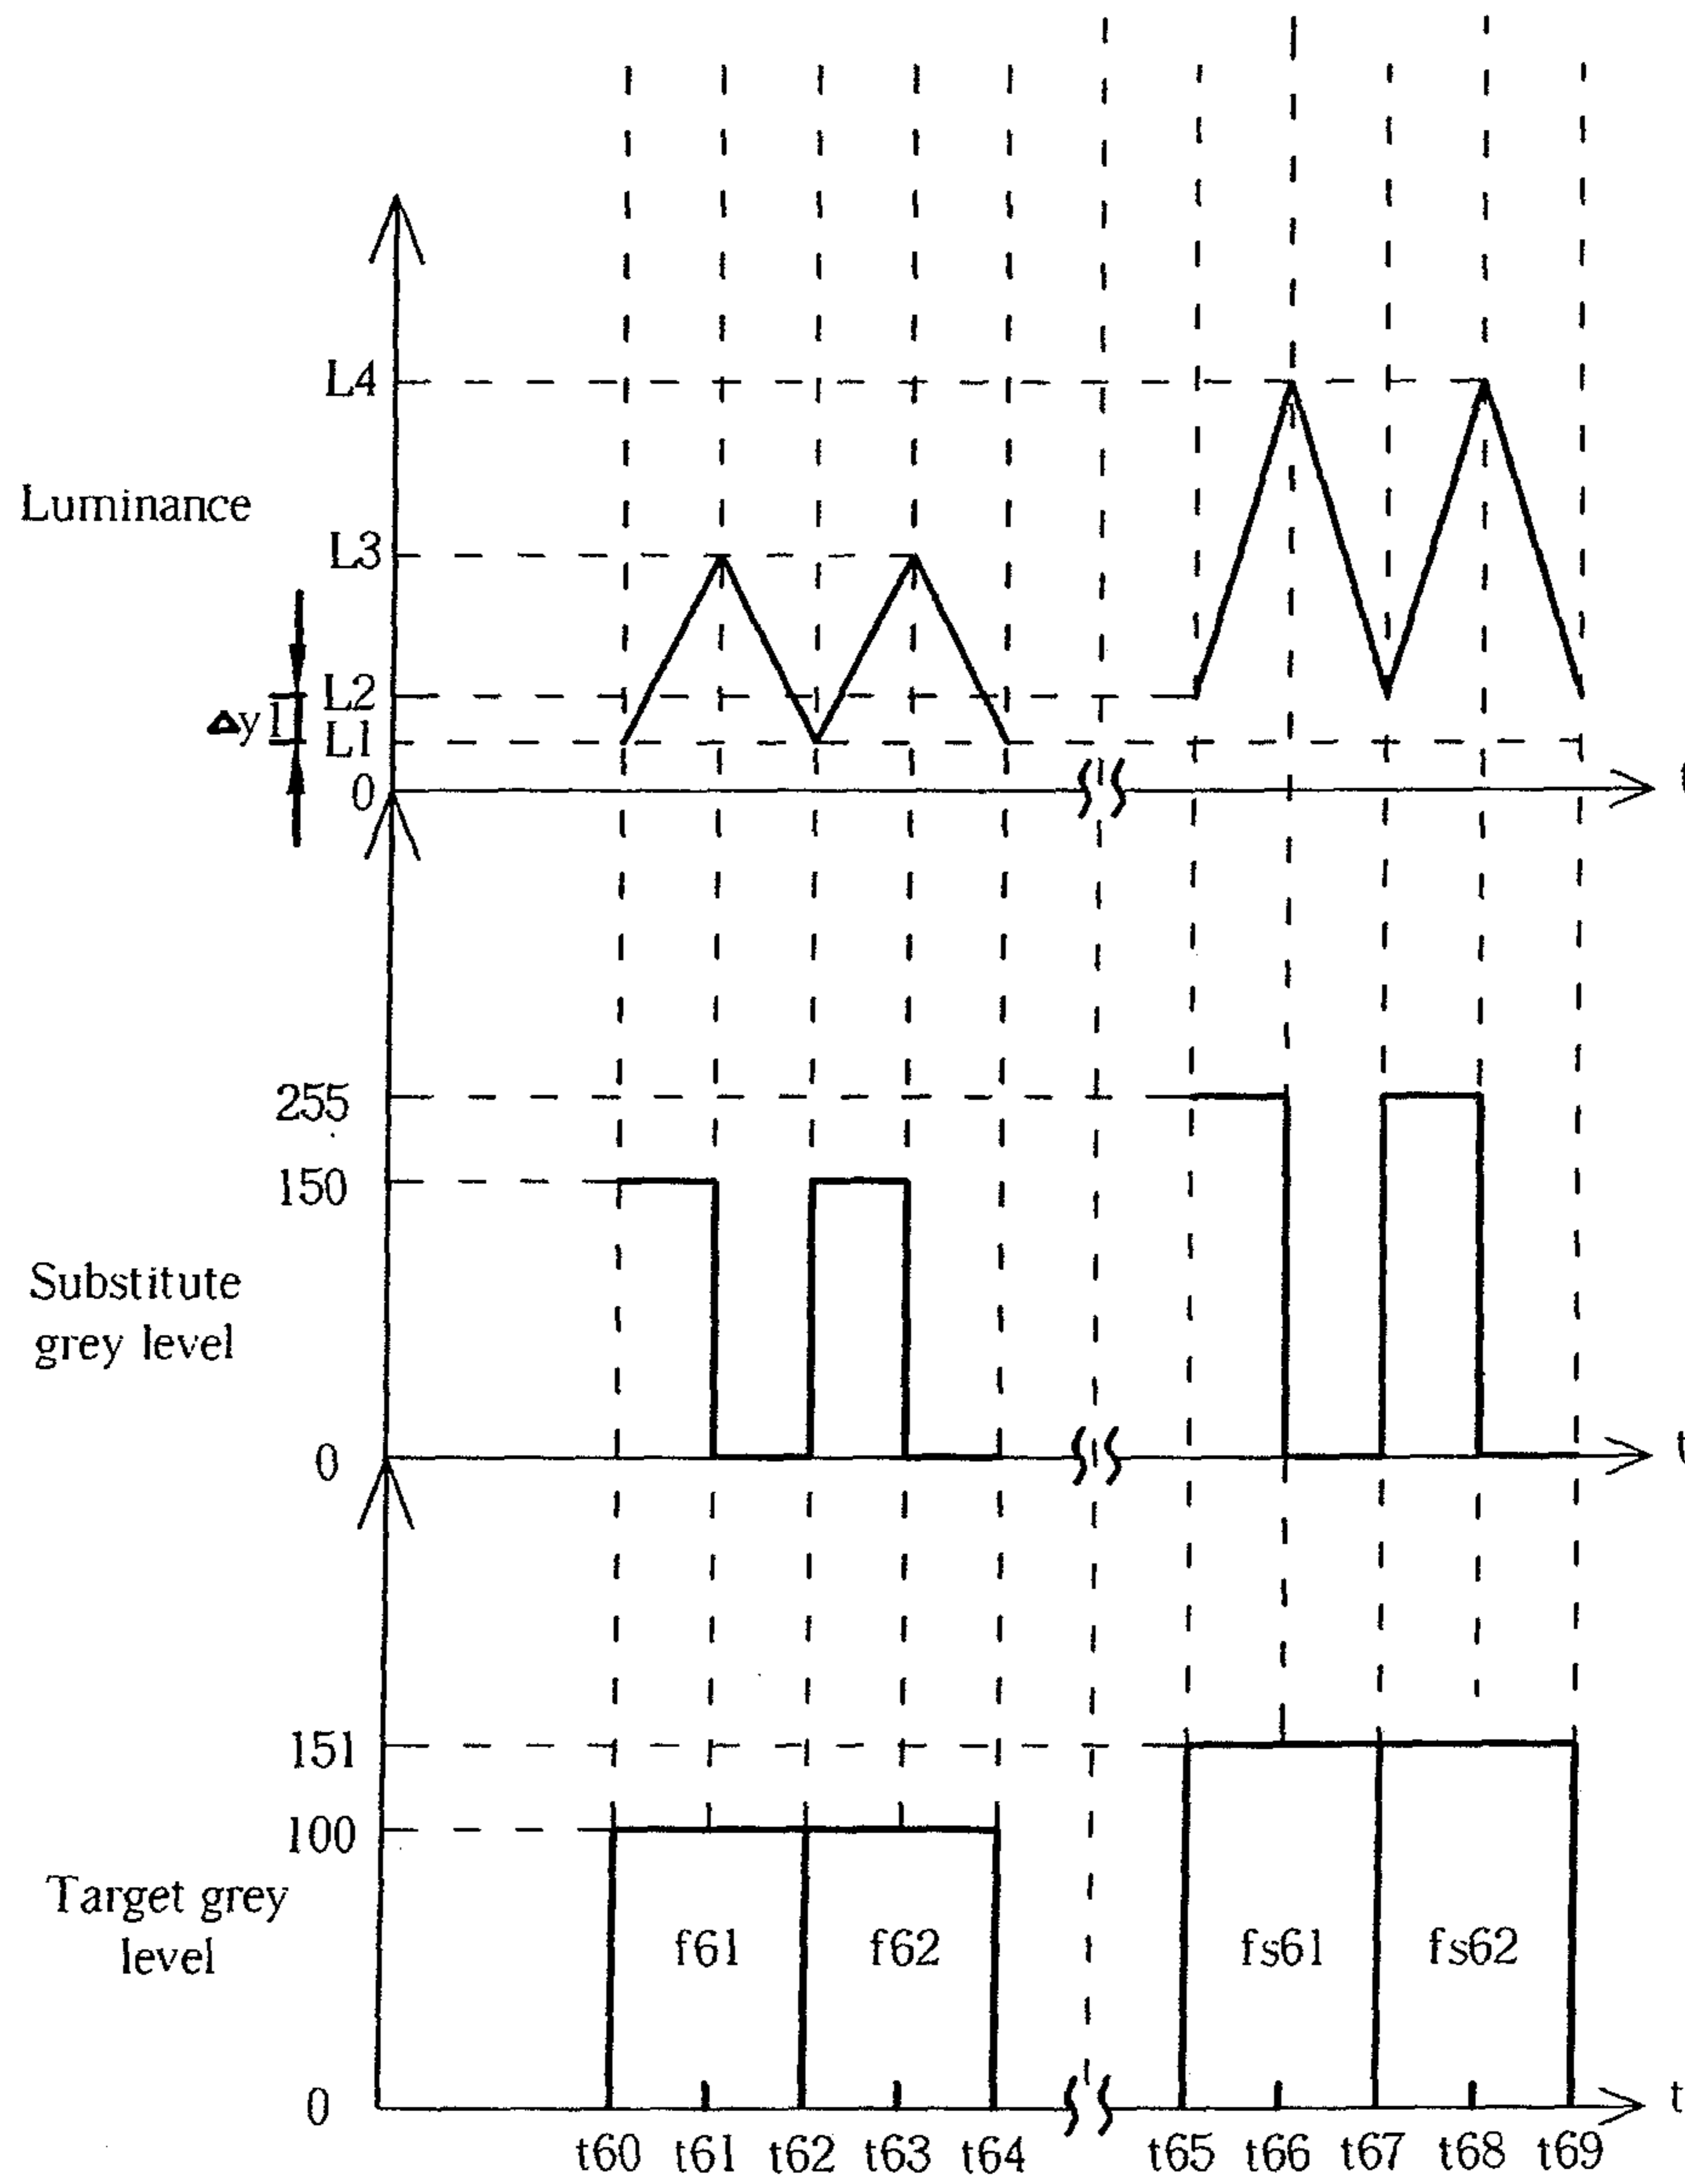 L4
Luminance
L3
L2
Δy1
L1
0
t
255
150
Substitute
grey level
0
t
151
100
Target grey
level
f61 f62 fs61 fs62
0
t
t60 t61 t62 t63 t64 t65 t66 t67 t68 t69